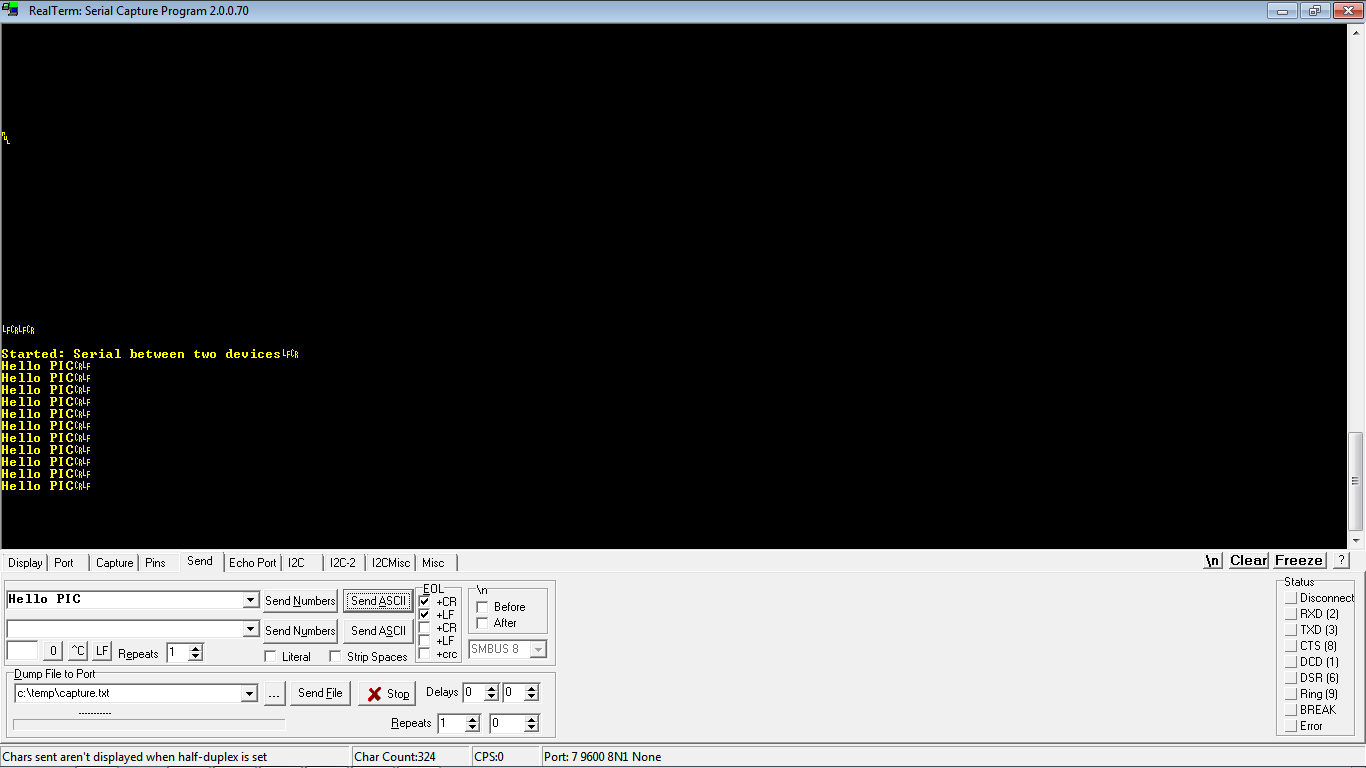 RealTerm: Serial Capture Program 2.0.0.70
LFCRLFCR
Started: Serial between two devicesLFCR
Hello PICCRLF
Hello PICCRLF
Hello PICCRLF
Hello PICCRLF
Hello PICCRLF
Hello PICCRLF
Hello PICCRLF
Hello PICCRLF
Hello PICCRLF
Hello PICCRLF
Hello PICCRLF
Display Port Capture Pins Send Echo Port I2C I2C-2 I2CMisc Misc \n Clear Freeze ?
EOL \n Status
Hello PIC Send Numbers Send ASCII +CR Before Disconnect
+LF After RXD (2)
Send Numbers Send ASCII +CR TXD (3)
0 ^C LF Repeats 1 +LF SMBUS 8 CTS (8)
Literal Strip Spaces +crc DCD (1)
Dump File to Port DSR (6)
c:\temp\capture.txt ... Send File Stop Delays 0 0 Ring (9)
BREAK
Repeats 1 0 Error
Chars sent aren't displayed when half-duplex is set Char Count:324 CPS:0 Port: 7 9600 8N1 None